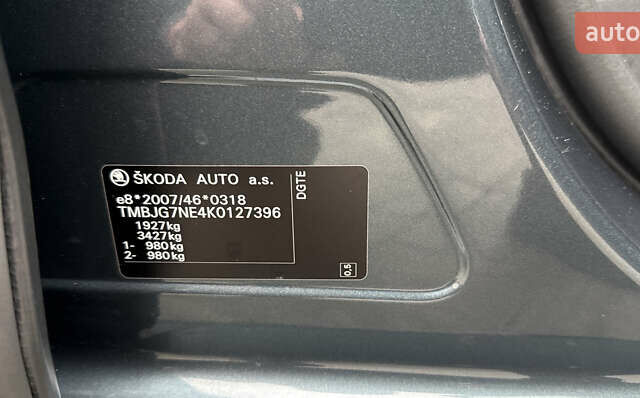 auto
ŠKODA AUTO a.s.
DGTE
e8*2007/46*0318
TMBJG7NE4K0127396
1927kg
3427kg
1- 980kg
2- 980kg
0.5